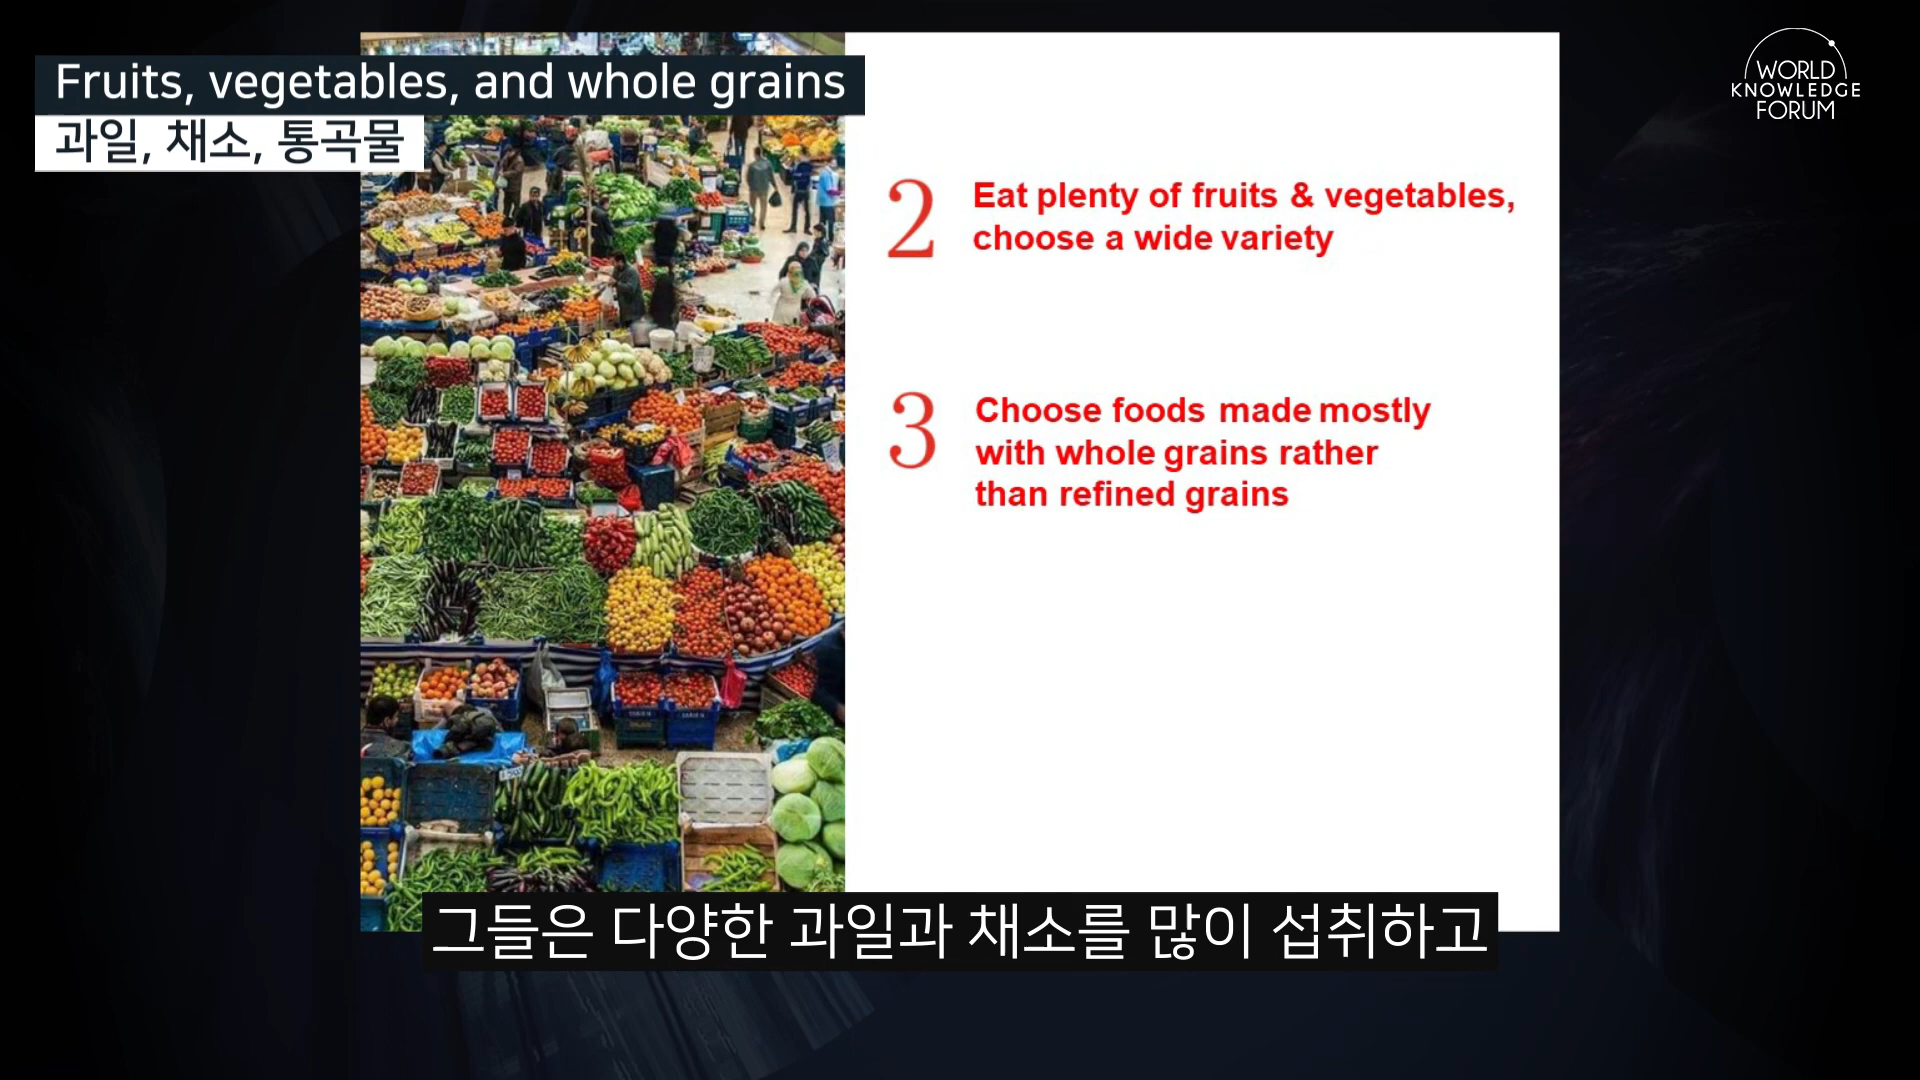 Fruits, vegetables, and whole grains
과일, 채소, 통곡물
WORLD
KNOWLEDGE
FORUM
2 Eat plenty of fruits & vegetables,
choose a wide variety
3 Choose foods made mostly
with whole grains rather
than refined grains
그들은 다양한 과일과 채소를 많이 섭취하고